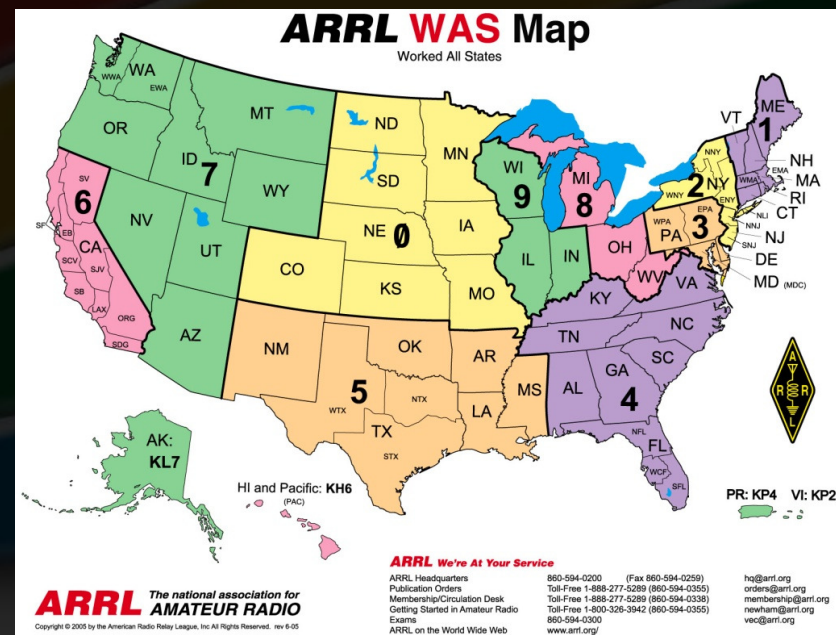 ARRL WAS Map
Worked All States
WWA
WA
EWA
OR
MT
ID
7
WY
NV
UT
AZ
6
SV
SF
EB
CA
SCV
SJV
SB
LAX
ORG
SDG
ND
SD
MN
NE
0
IA
CO
KS
MO
WI
9
IL
IN
MI
8
OH
WV
NNY
2
NY
WNY
ENY
NLI
NNJ
SNJ
NJ
EPA
WPA
3
PA
DE
MD (MDC)
VT
ME
1
NH
EMA
WMA
MA
RI
CT
KY
VA
TN
NC
SC
AL
GA
4
NFL
FL
WCF
SFL
NM
OK
AR
5
MS
WTX
NTX
LA
TX
STX
AK:
KL7
HI and Pacific: KH6
(PAC)
A
R R
L
PR: KP4 VI: KP2
ARRL We're At Your Service
ARRL Headquarters 860-594-0200 (Fax 860-594-0259) hq@arrl.org
Publication Orders Toll-Free 1-888-277-5289 (860-594-0355) orders@arrl.org
Membership/Circulation Desk Toll-Free 1-888-277-5289 (860-594-0338) membership@arrl.org
Getting Started in Amateur Radio Toll-Free 1-800-326-3942 (860-594-0355) newham@arrl.org
Exams 860-594-0300 vec@arrl.org
ARRL on the World Wide Web www.arrl.org/
ARRL The national association for
AMATEUR RADIO
Copyright © 2005 by the American Radio Relay League, Inc All Rights Reserved. rev 6-05